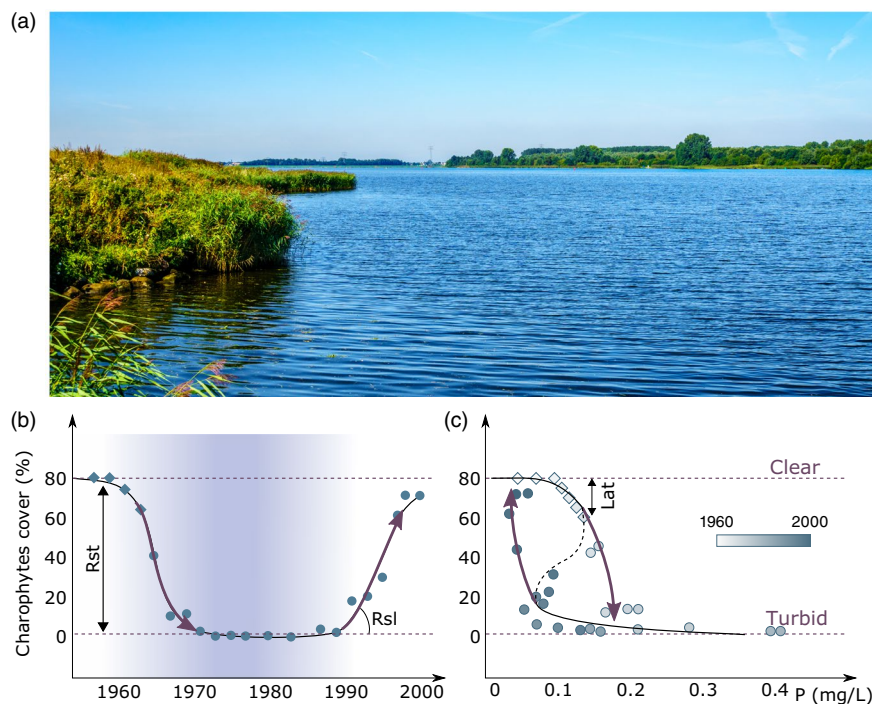 (a)
(b)
(c)
Charophytes cover (%)
80
60
40
20
0
Rst
Rsl
1960 1970 1980 1990 2000
80
60
40
20
0
Clear
Lat
1960 2000
Turbid
0 0.1 0.2 0.3 0.4 P (mg/L)